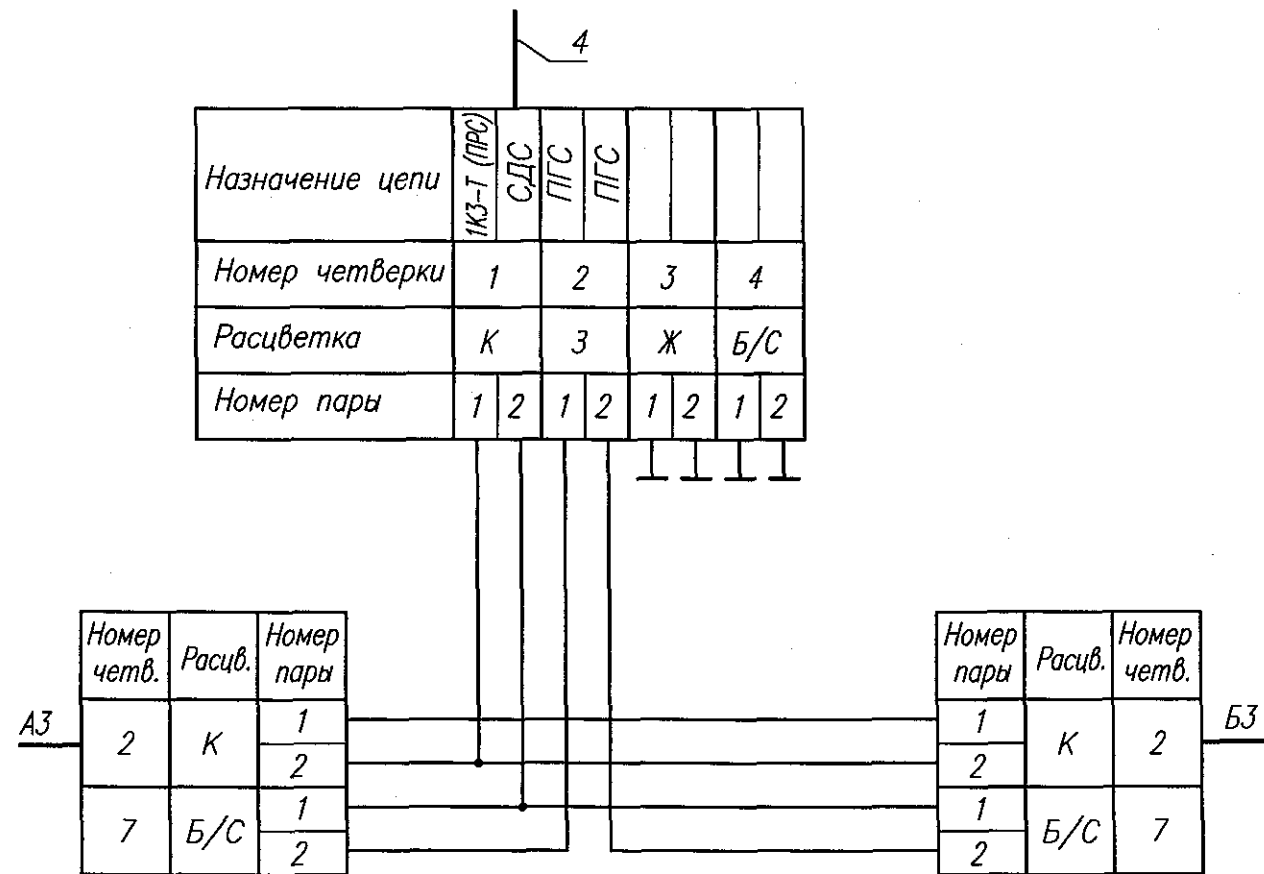 4
Назначение цепи
1КЗ-Т (ПРС)
СДС
ПГС
ПГС
Номер четверки 1 2 3 4
Расцветка К З Ж Б/С
Номер пары 1 2 1 2 1 2 1 2
Номер четв. Расцв. Номер пары
А3
2 К 1
2
7 Б/С 1
2
Номер пары Расцв. Номер четв.
1 К 2
2
Б3
1 Б/С 7
2